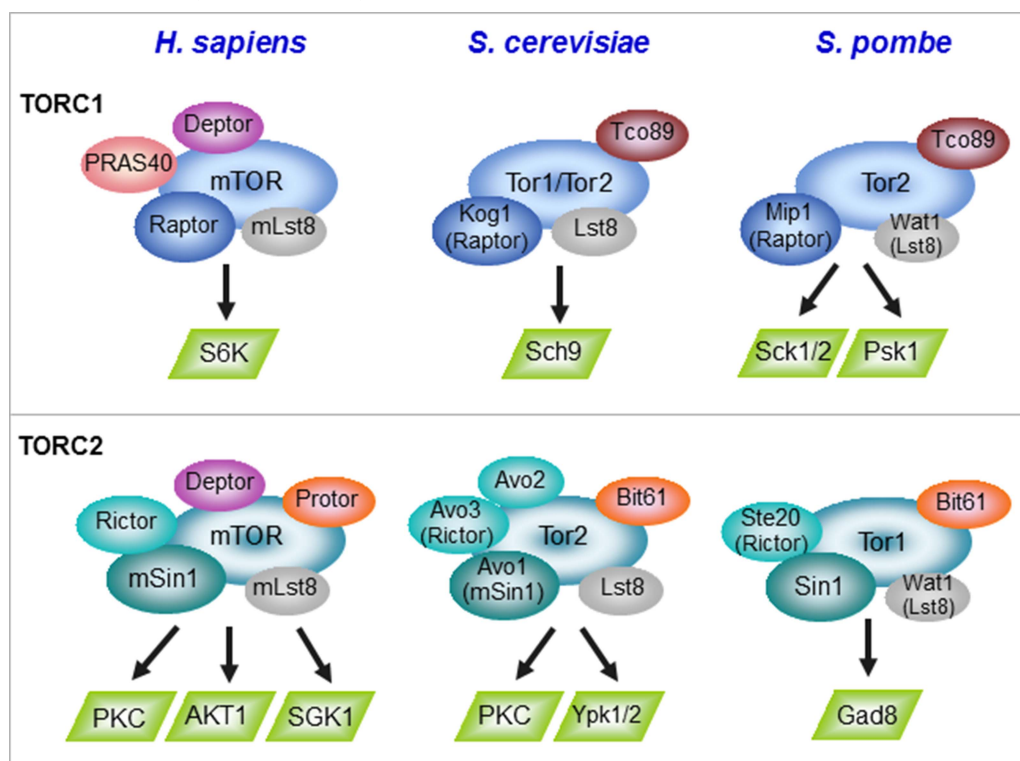 H. sapiens
S. cerevisiae
S. pombe
TORC1
Deptor
PRAS40
mTOR
Raptor
mLst8
S6K
Tco89
Tor1/Tor2
Kog1
(Raptor)
Lst8
Sch9
Tco89
Tor2
Mip1
(Raptor)
Wat1
(Lst8)
Sck1/2
Psk1
TORC2
Deptor
Protor
Rictor
mTOR
mSin1
mLst8
PKC
AKT1
SGK1
Avo2
Bit61
Avo3
(Rictor)
Tor2
Avo1
(mSin1)
Lst8
PKC
Ypk1/2
Bit61
Ste20
(Rictor)
Tor1
Sin1
Wat1
(Lst8)
Gad8